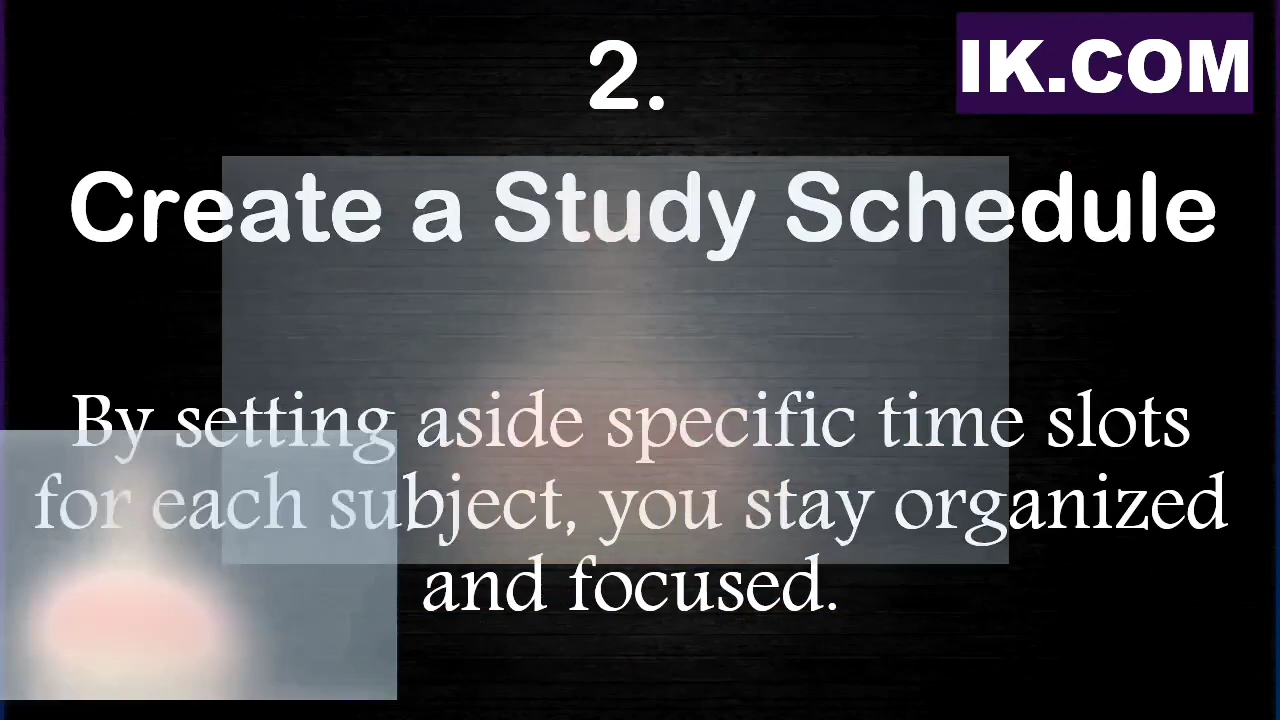 IK.COM
2.
Create a Study Schedule
By setting aside specific time slots
for each subject, you stay organized
and focused.